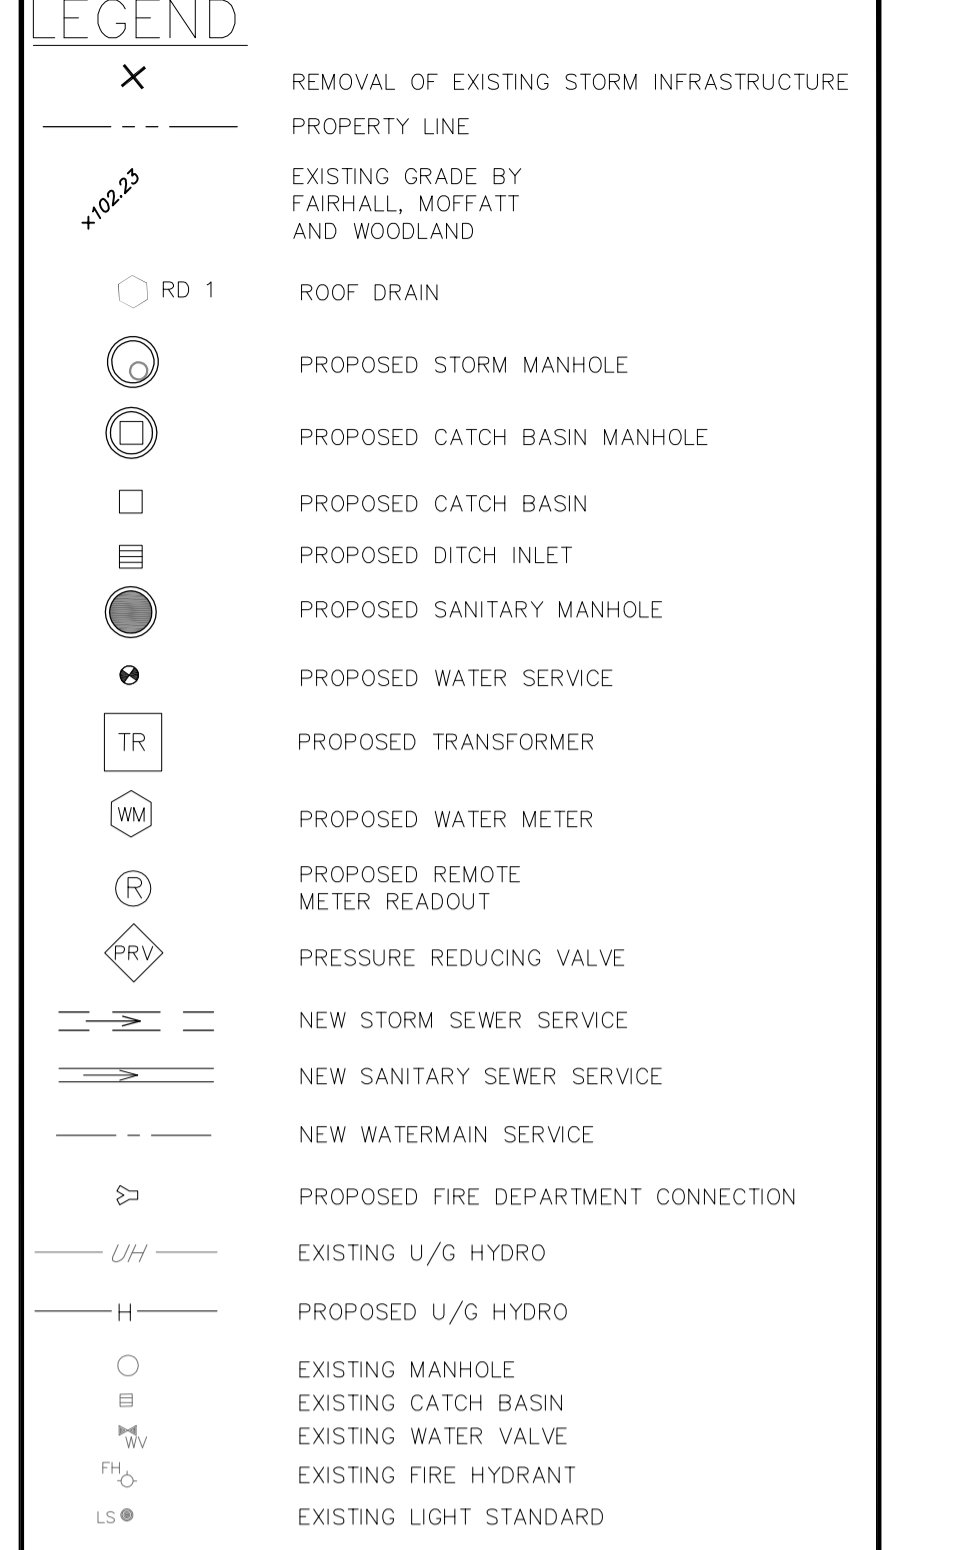 LEGEND
REMOVAL OF EXISTING STORM INFRASTRUCTURE
PROPERTY LINE
x102.23
EXISTING GRADE BY
FAIRHALL, MOFFATT
AND WOODLAND
RD 1 ROOF DRAIN
PROPOSED STORM MANHOLE
PROPOSED CATCH BASIN MANHOLE
PROPOSED CATCH BASIN
PROPOSED DITCH INLET
PROPOSED SANITARY MANHOLE
PROPOSED WATER SERVICE
TR PROPOSED TRANSFORMER
WM PROPOSED WATER METER
R PROPOSED REMOTE
METER READOUT
PRV PRESSURE REDUCING VALVE
NEW STORM SEWER SERVICE
NEW SANITARY SEWER SERVICE
NEW WATERMAIN SERVICE
PROPOSED FIRE DEPARTMENT CONNECTION
UH EXISTING U/G HYDRO
H PROPOSED U/G HYDRO
EXISTING MANHOLE
EXISTING CATCH BASIN
WV EXISTING WATER VALVE
FH EXISTING FIRE HYDRANT
LS EXISTING LIGHT STANDARD